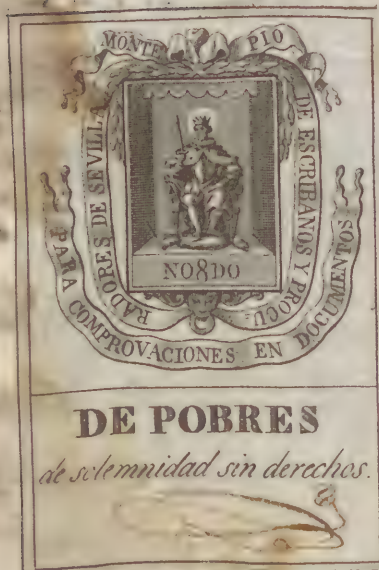 MONTE PIO
DE ESCRIBANOS Y PROCU-
RADORES DE SEVILLA
NO8DO
PARA COMPROVACIONES EN DOCUMENTOS
DE POBRES
de solemnidad sin derechos.